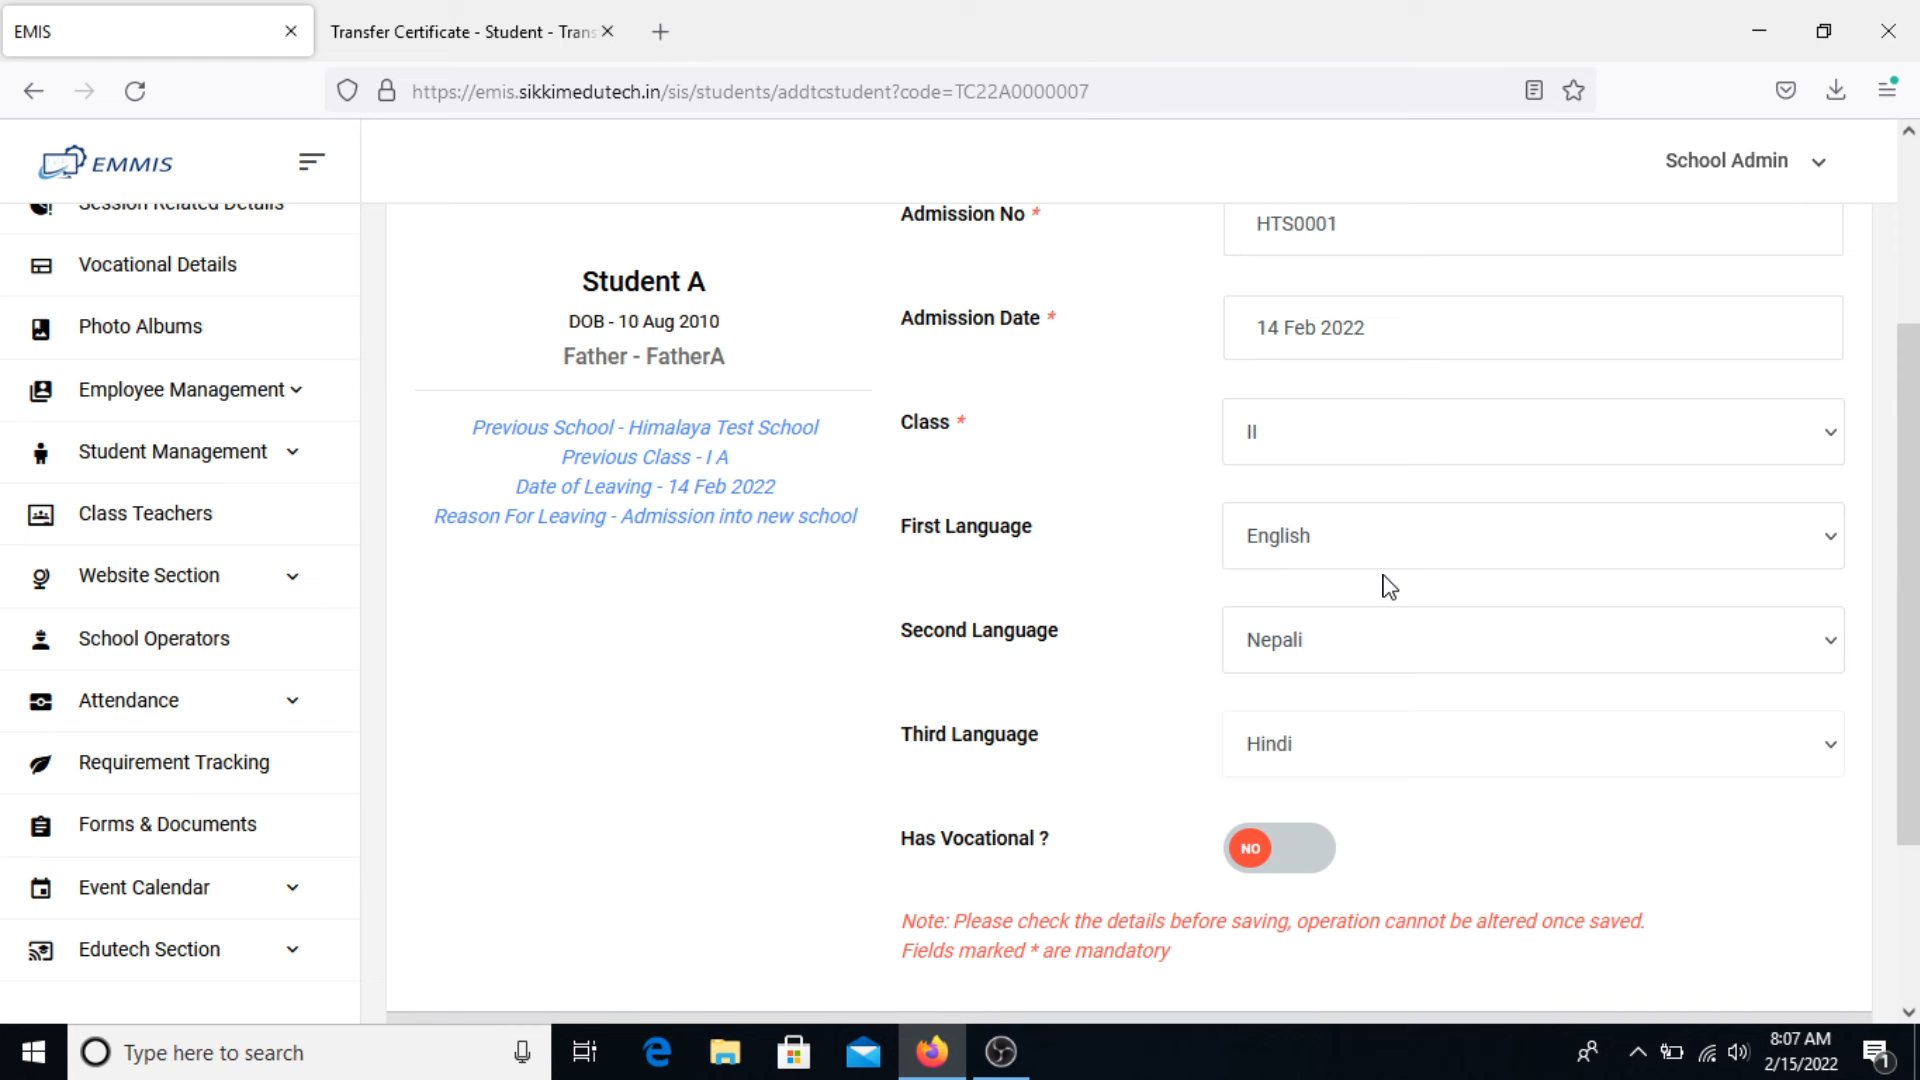 EMIS
Transfer Certificate - Student - Trans
https://emis.sikkimedutech.in/sis/students/addtcstudent?code=TC22A0000007
EMMIS
School Admin
Session Related Details
Vocational Details
Photo Albums
Employee Management
Student Management
Class Teachers
Website Section
School Operators
Attendance
Requirement Tracking
Forms & Documents
Event Calendar
Edutech Section
Student A
DOB - 10 Aug 2010
Father - FatherA
Previous School - Himalaya Test School
Previous Class - I A
Date of Leaving - 14 Feb 2022
Reason For Leaving - Admission into new school
Admission No * HTS0001
Admission Date * 14 Feb 2022
Class * II
First Language English
Second Language Nepali
Third Language Hindi
Has Vocational ? NO
Note: Please check the details before saving, operation cannot be altered once saved.
Fields marked * are mandatory
Type here to search
8:07 AM
2/15/2022
1